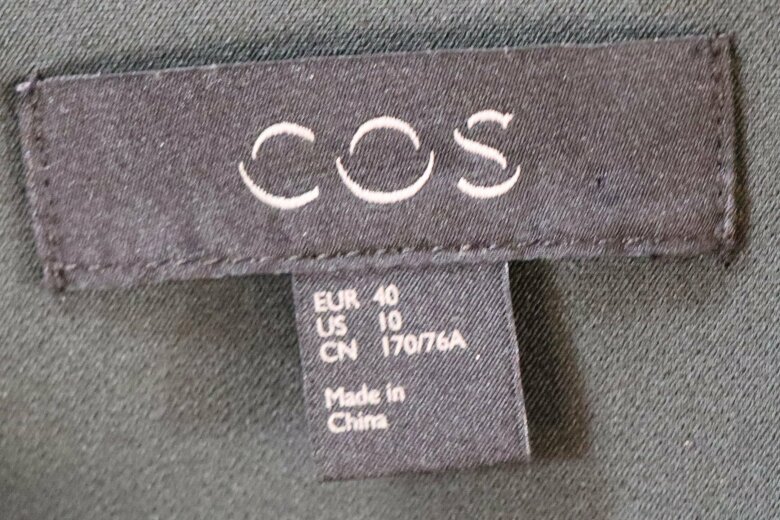 COS
EUR 40
US 10
CN 170/76A
Made in
China